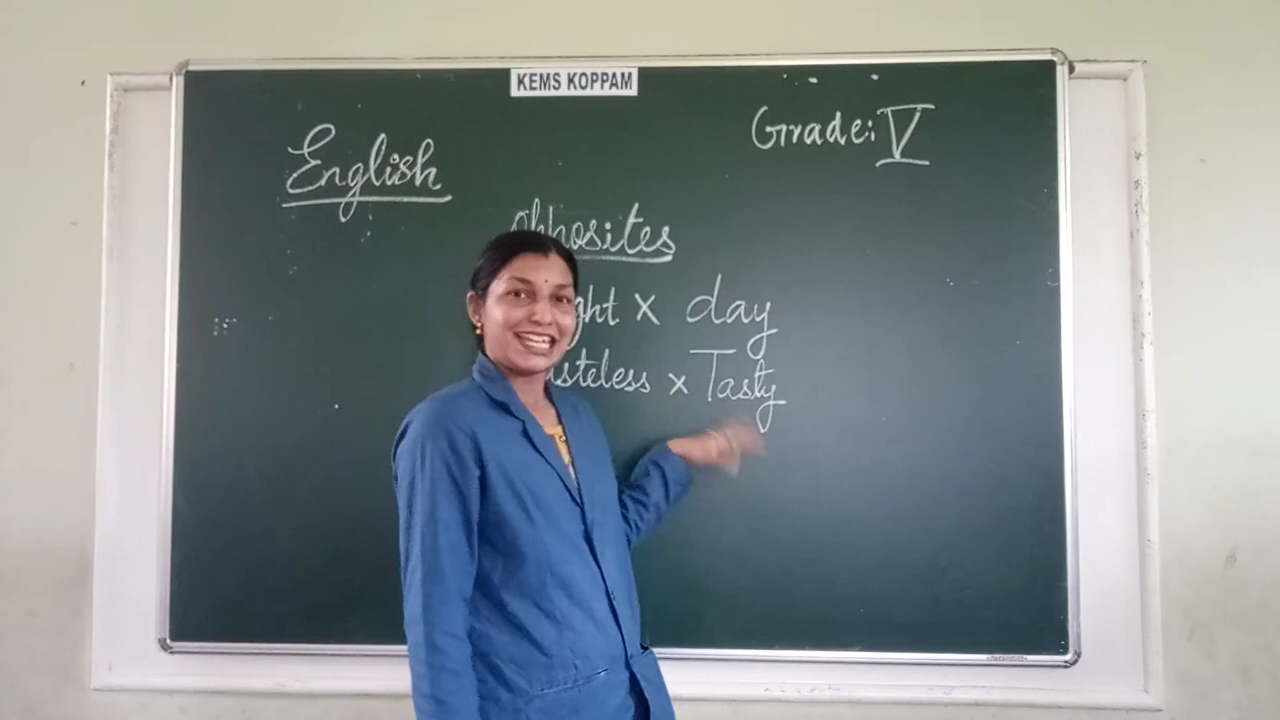 KEMS KOPPAM
English
Grade: V
Opposites
ght X day
steless x Tasty